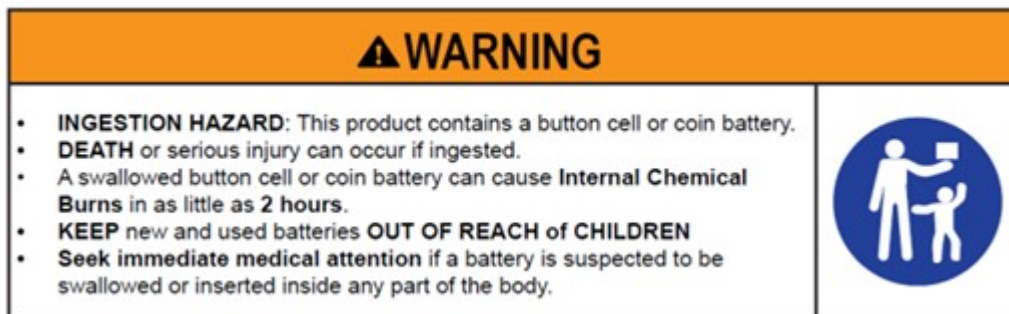 ⚠WARNING
• INGESTION HAZARD: This product contains a button cell or coin battery.
• DEATH or serious injury can occur if ingested.
• A swallowed button cell or coin battery can cause Internal Chemical
Burns in as little as 2 hours.
• KEEP new and used batteries OUT OF REACH of CHILDREN
• Seek immediate medical attention if a battery is suspected to be
swallowed or inserted inside any part of the body.